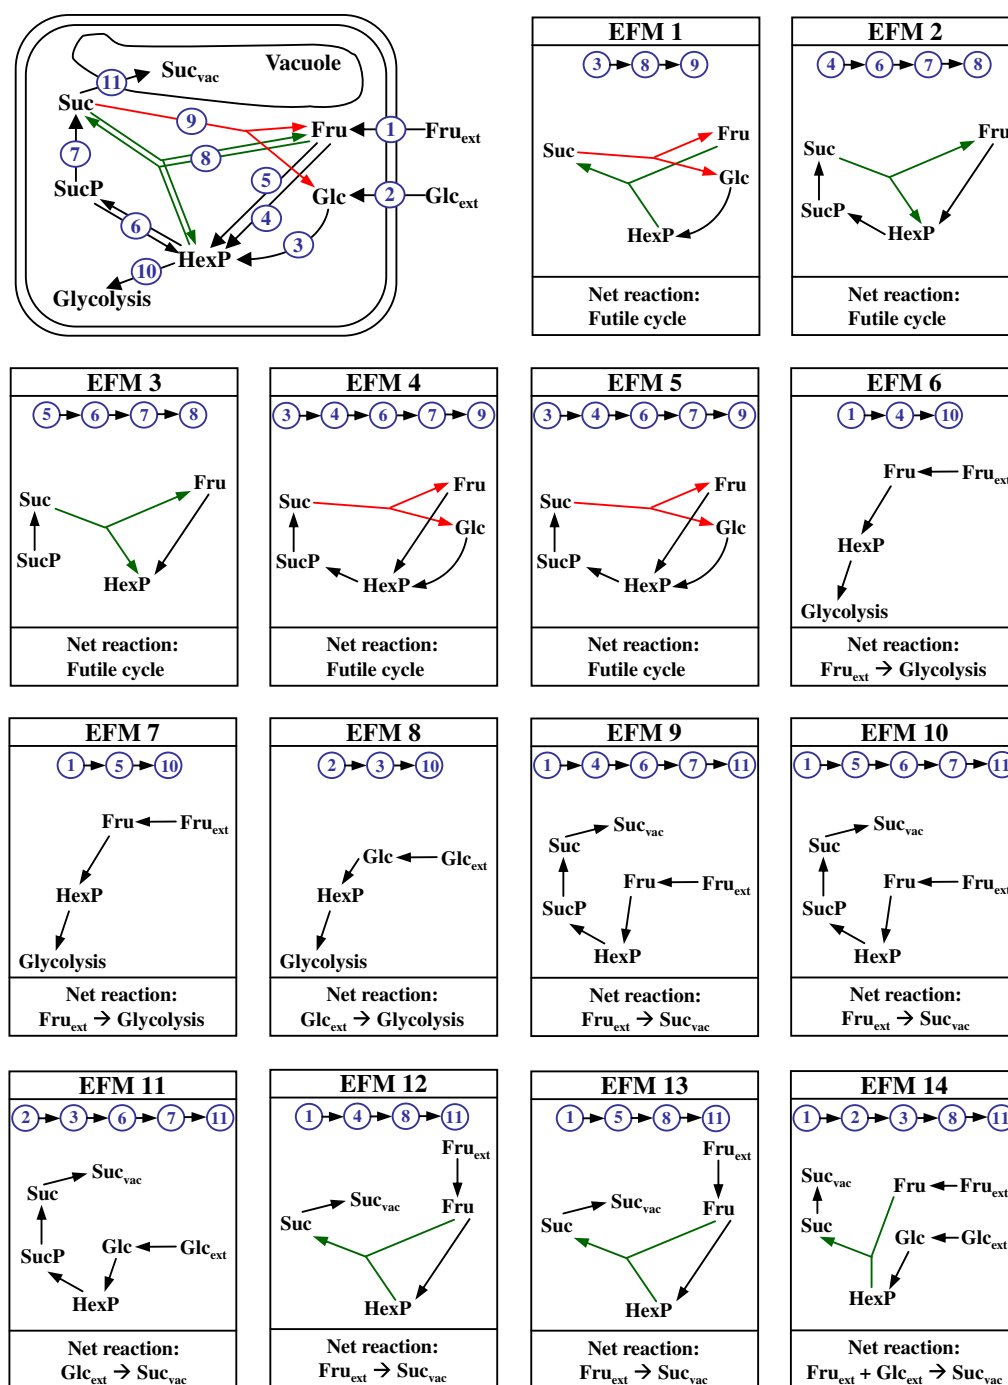 Suc_vac
Vacuole
11
Suc
9
Fru
1
Fru_ext
7
8
5
SucP
Glc
2
Glc_ext
6
4
3
HexP
10
Glycolysis
EFM 1
3 8 9
Fru
Suc
Glc
HexP
Net reaction:
Futile cycle
EFM 2
4 6 7 8
Fru
Suc
SucP
HexP
Net reaction:
Futile cycle
EFM 3
5 6 7 8
Fru
Suc
SucP
HexP
Net reaction:
Futile cycle
EFM 4
3 4 6 7 9
Fru
Suc
Glc
SucP
HexP
Net reaction:
Futile cycle
EFM 5
3 4 6 7 9
Fru
Suc
Glc
SucP
HexP
Net reaction:
Futile cycle
EFM 6
1 4 10
Fru Fru_ext
HexP
Glycolysis
Net reaction:
Fru_ext → Glycolysis
EFM 7
1 5 10
Fru Fru_ext
HexP
Glycolysis
Net reaction:
Fru_ext → Glycolysis
EFM 8
2 3 10
Glc Glc_ext
HexP
Glycolysis
Net reaction:
Glc_ext → Glycolysis
EFM 9
1 4 6 7 11
Suc_vac
Suc
Fru Fru_ext
SucP
HexP
Net reaction:
Fru_ext → Suc_vac
EFM 10
1 5 6 7 11
Suc_vac
Suc
Fru Fru_ext
SucP
HexP
Net reaction:
Fru_ext → Suc_vac
EFM 11
2 3 6 7 11
Suc_vac
Suc
Glc Glc_ext
SucP
HexP
Net reaction:
Glc_ext → Suc_vac
EFM 12
1 4 8 11
Fru_ext
Suc_vac
Fru
Suc
HexP
Net reaction:
Fru_ext → Suc_vac
EFM 13
1 5 8 11
Fru_ext
Suc_vac
Fru
Suc
HexP
Net reaction:
Fru_ext → Suc_vac
EFM 14
1 2 3 8 11
Suc_vac
Fru Fru_ext
Suc
Glc Glc_ext
HexP
Net reaction:
Fru_ext + Glc_ext → Suc_vac